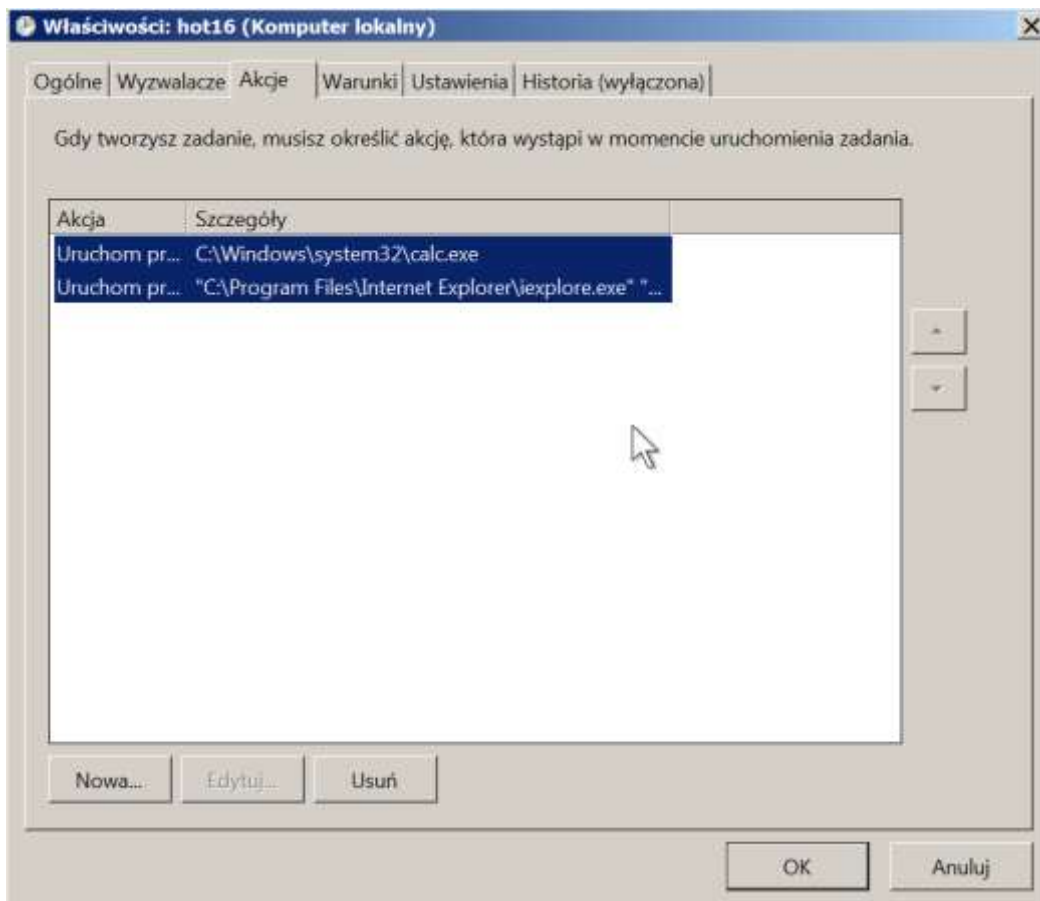 Właściwości: hot16 (Komputer lokalny)
Ogólne Wyzwalacze Akcje Warunki Ustawienia Historia (wyłączona)
Gdy tworzysz zadanie, musisz określić akcję, która wystąpi w momencie uruchomienia zadania.
Akcja Szczegóły
Uruchom pr... C:\Windows\system32\calc.exe
Uruchom pr... "C:\Program Files\Internet Explorer\iexplore.exe" "...
Nowa... Edytuj... Usuń
OK Anuluj